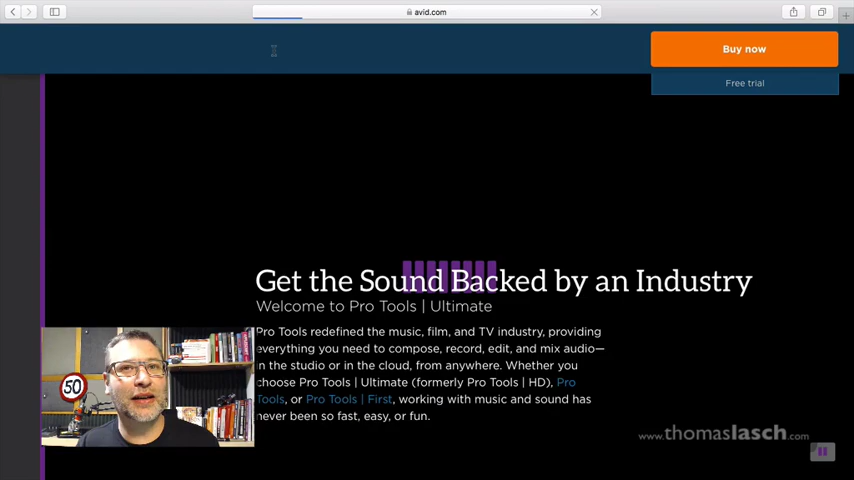 avid.com
Buy now
Free trial
Get the Sound Backed by an Industry
Welcome to Pro Tools | Ultimate
Pro Tools redefined the music, film, and TV industry, providing
everything you need to compose, record, edit, and mix audio—
in the studio or in the cloud, from anywhere. Whether you
choose Pro Tools | Ultimate (formerly Pro Tools | HD), Pro
Tools, or Pro Tools | First, working with music and sound has
never been so fast, easy, or fun.
50
www.thomaslasch.com